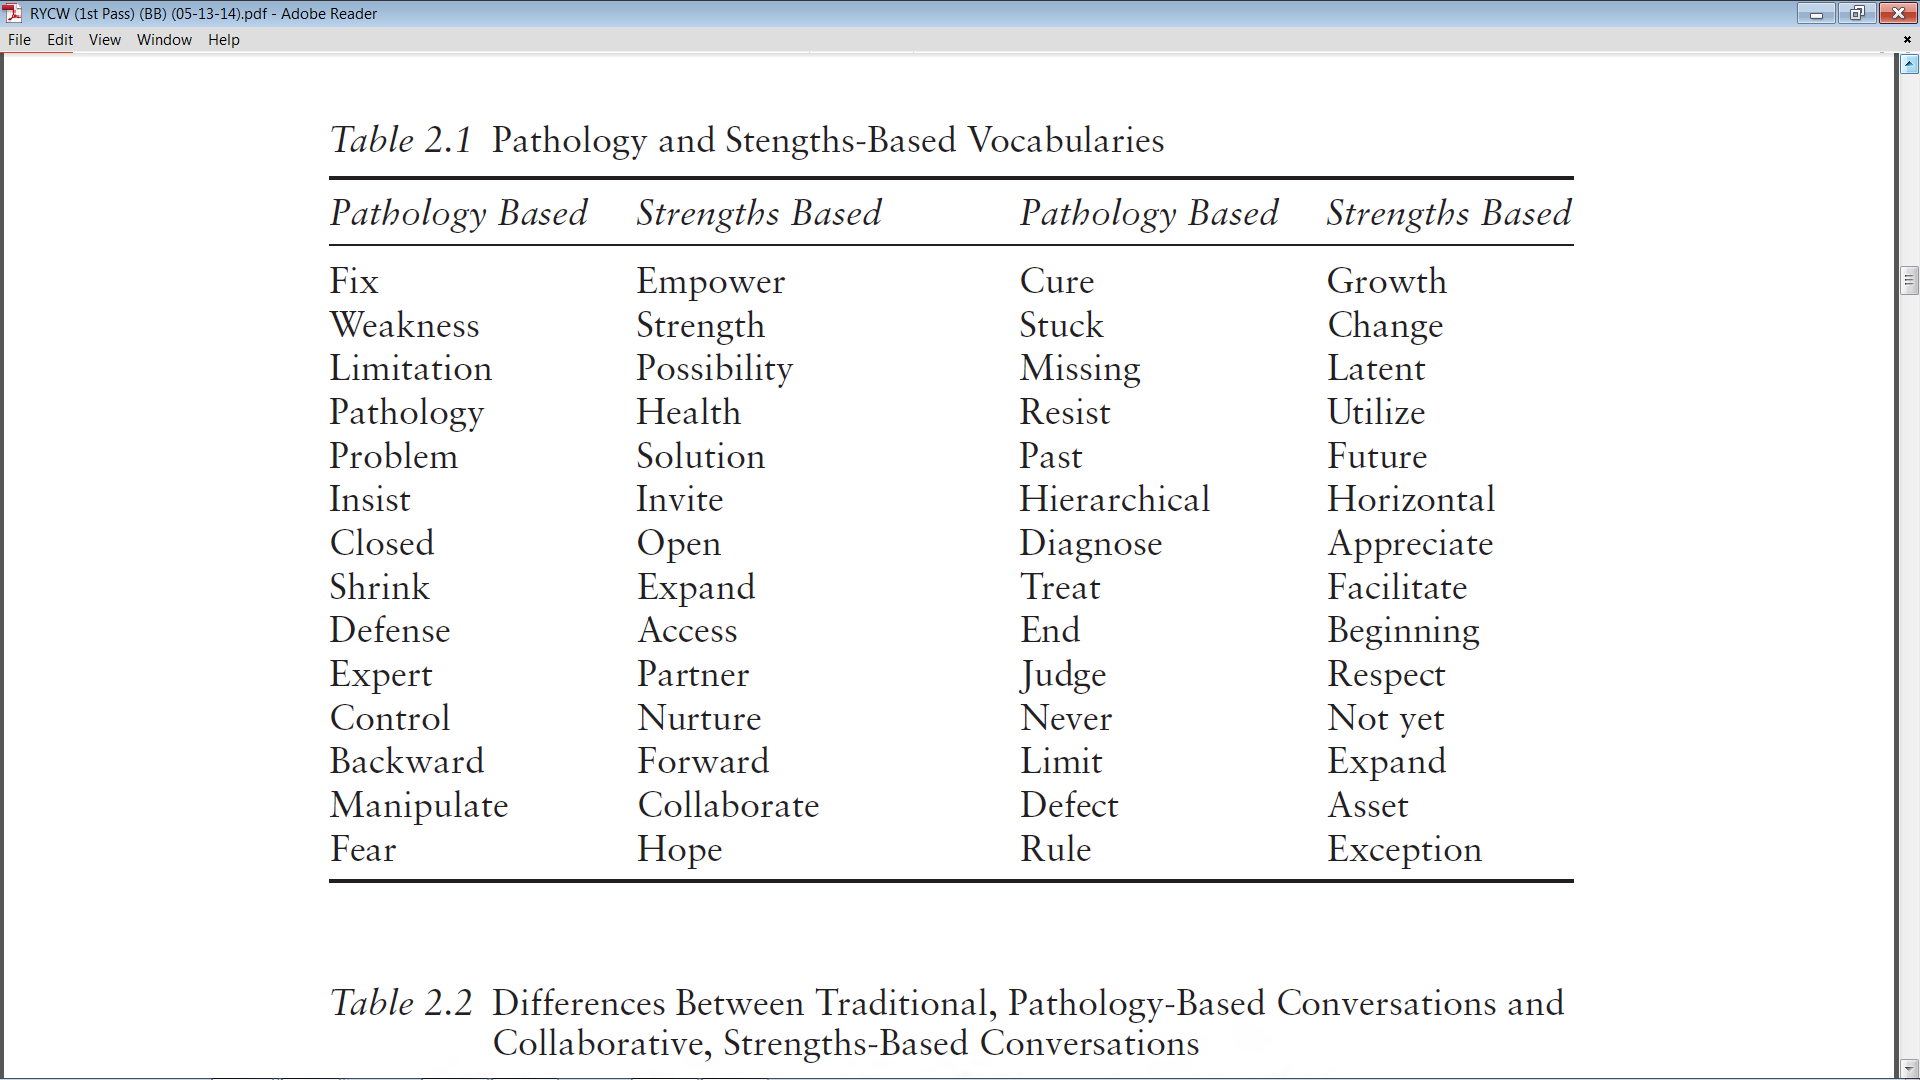 RYCW (1st Pass) (BB) (05-13-14).pdf - Adobe Reader
File Edit View Window Help
Table 2.1 Pathology and Stengths-Based Vocabularies
Pathology Based Strengths Based Pathology Based Strengths Based
Fix Empower Cure Growth
Weakness Strength Stuck Change
Limitation Possibility Missing Latent
Pathology Health Resist Utilize
Problem Solution Past Future
Insist Invite Hierarchical Horizontal
Closed Open Diagnose Appreciate
Shrink Expand Treat Facilitate
Defense Access End Beginning
Expert Partner Judge Respect
Control Nurture Never Not yet
Backward Forward Limit Expand
Manipulate Collaborate Defect Asset
Fear Hope Rule Exception
Table 2.2 Differences Between Traditional, Pathology-Based Conversations and
Collaborative, Strengths-Based Conversations